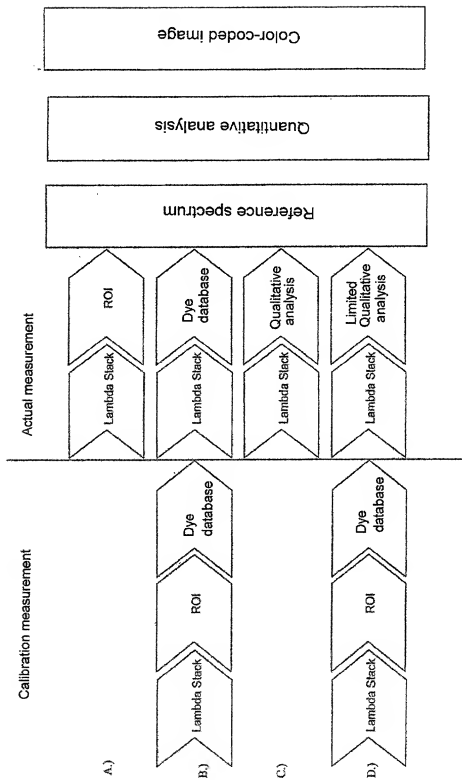 Calibration measurement
Actual measurement
A.)
Lambda Stack
ROI
B.)
Lambda Stack
ROI
Dye
database
Lambda Stack
Dye
database
C.)
Lambda Stack
Qualitative
analysis
D.)
Lambda Stack
ROI
Dye
database
Lambda Stack
Limited
Qualitative
analysis
Reference spectrum
Quantitative analysis
Color-coded image